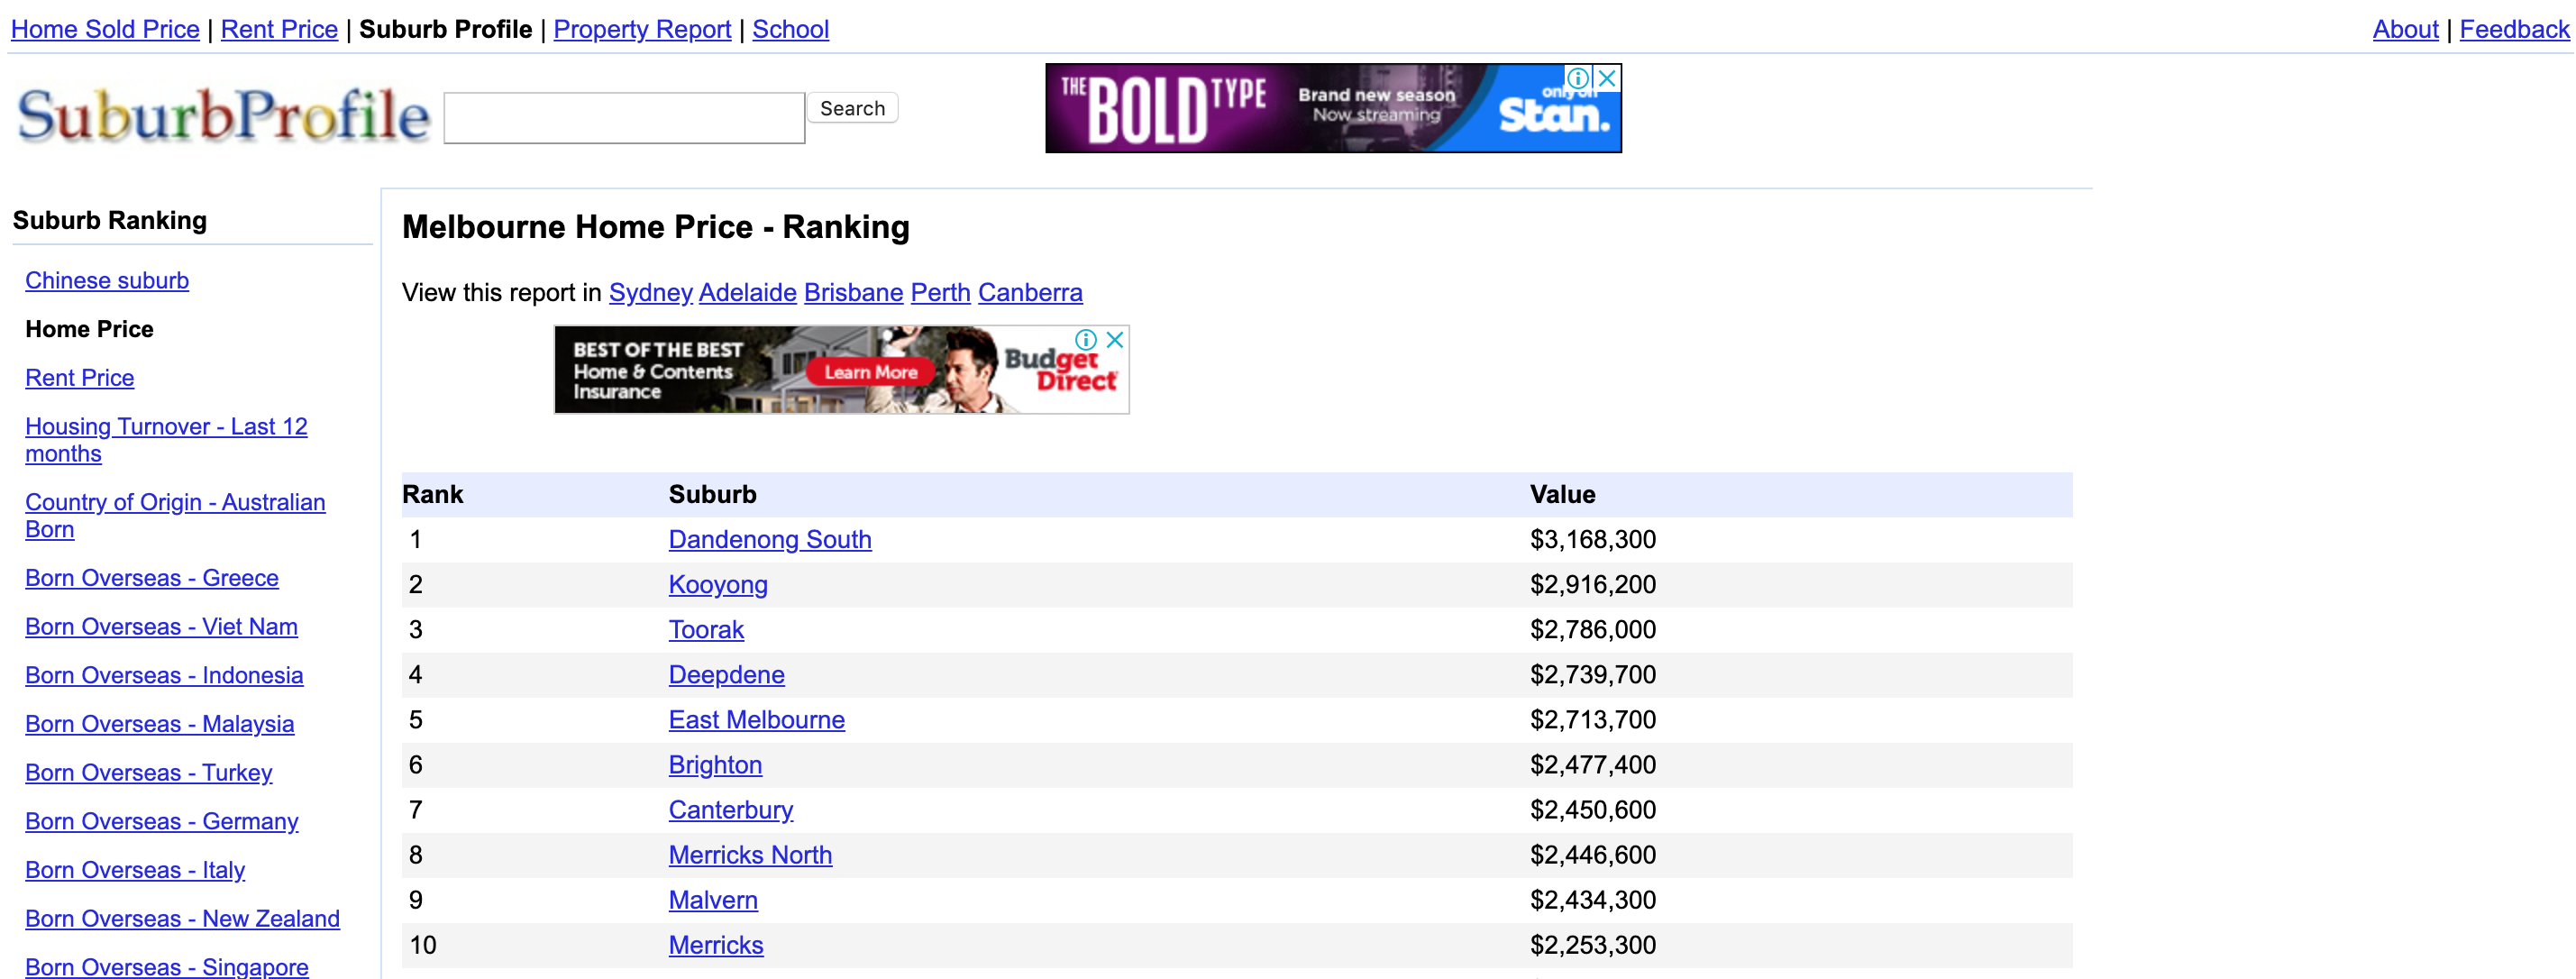 Home Sold Price | Rent Price | Suburb Profile | Property Report | School
About | Feedback
SuburbProfile
Search
THE BOLD TYPE
Brand new season
Now streaming
only on
Stan.
Suburb Ranking
Chinese suburb
Home Price
Rent Price
Housing Turnover - Last 12
months
Country of Origin - Australian
Born
Born Overseas - Greece
Born Overseas - Viet Nam
Born Overseas - Indonesia
Born Overseas - Malaysia
Born Overseas - Turkey
Born Overseas - Germany
Born Overseas - Italy
Born Overseas - New Zealand
Born Overseas - Singapore
Melbourne Home Price - Ranking
View this report in Sydney Adelaide Brisbane Perth Canberra
BEST OF THE BEST
Home & Contents
Insurance
Learn More
Budget
Direct
Rank Suburb Value
1 Dandenong South $3,168,300
2 Kooyong $2,916,200
3 Toorak $2,786,000
4 Deepdene $2,739,700
5 East Melbourne $2,713,700
6 Brighton $2,477,400
7 Canterbury $2,450,600
8 Merricks North $2,446,600
9 Malvern $2,434,300
10 Merricks $2,253,300